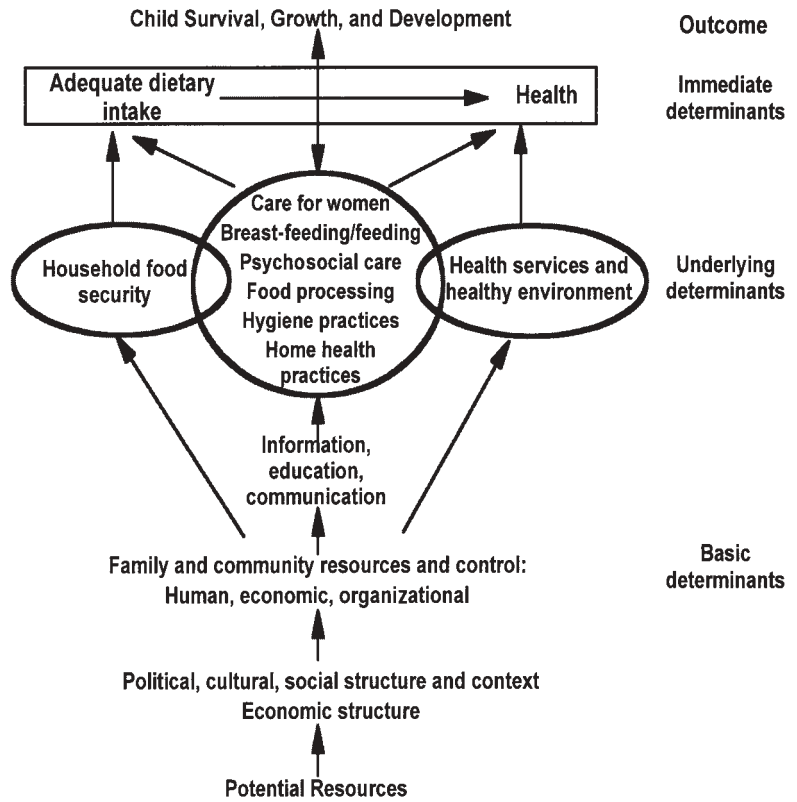 Child Survival, Growth, and Development
Outcome
Adequate dietary
intake
Health
Immediate
determinants
Care for women
Breast-feeding/feeding
Psychosocial care
Food processing
Hygiene practices
Home health
practices
Household food
security
Health services and
healthy environment
Underlying
determinants
Information,
education,
communication
Family and community resources and control:
Human, economic, organizational
Basic
determinants
Political, cultural, social structure and context
Economic structure
Potential Resources